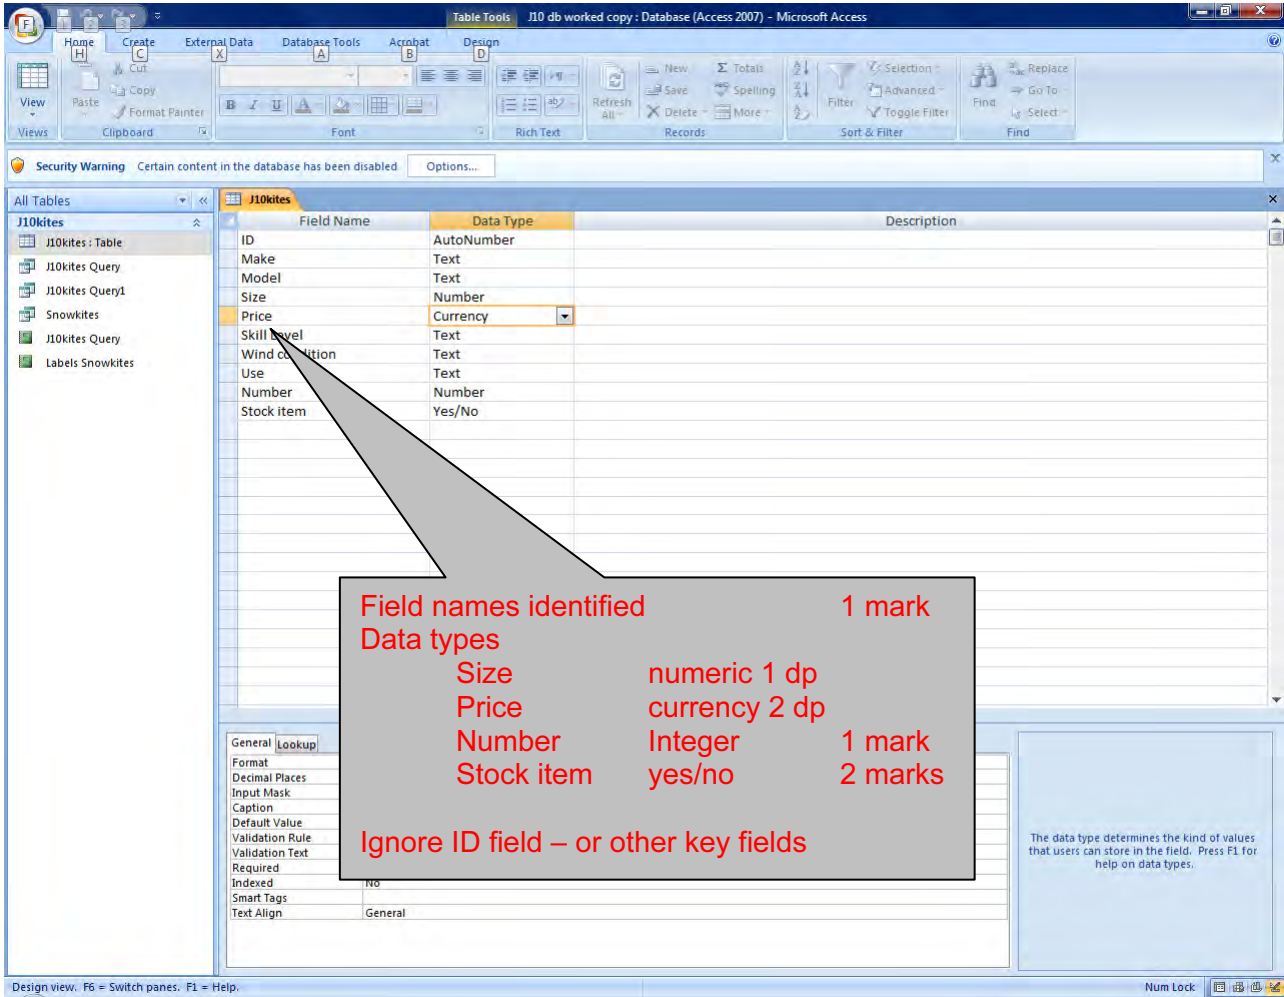 Table Tools J10 db worked copy : Database (Access 2007) - Microsoft Access
F 1 2 3
Home Create External Data Database Tools Acrobat Design
H C X A B D
View
Views
Paste
Cut
Copy
Format Painter
Clipboard
B I U A
Font
ab
Rich Text
Refresh
All
New
Save
Delete
Σ Totals
Spelling
More
Records
Filter
Selection
Advanced
Toggle Filter
Sort & Filter
Find
Replace
Go To
Select
Find
Security Warning Certain content in the database has been disabled Options...
All Tables
J10kites
J10kites : Table
J10kites Query
J10kites Query1
Snowkites
J10kites Query
Labels Snowkites
J10kites
Field Name Data Type Description
ID AutoNumber
Make Text
Model Text
Size Number
Price Currency
Skill Level Text
Wind condition Text
Use Text
Number Number
Stock item Yes/No
Field names identified 1 mark
Data types
Size numeric 1 dp
Price currency 2 dp
Number Integer 1 mark
Stock item yes/no 2 marks
Ignore ID field – or other key fields
General Lookup
Format
Decimal Places
Input Mask
Caption
Default Value
Validation Rule
Validation Text
Required
Indexed No
Smart Tags
Text Align General
The data type determines the kind of values
that users can store in the field. Press F1 for
help on data types.
Design view. F6 = Switch panes. F1 = Help. Num Lock